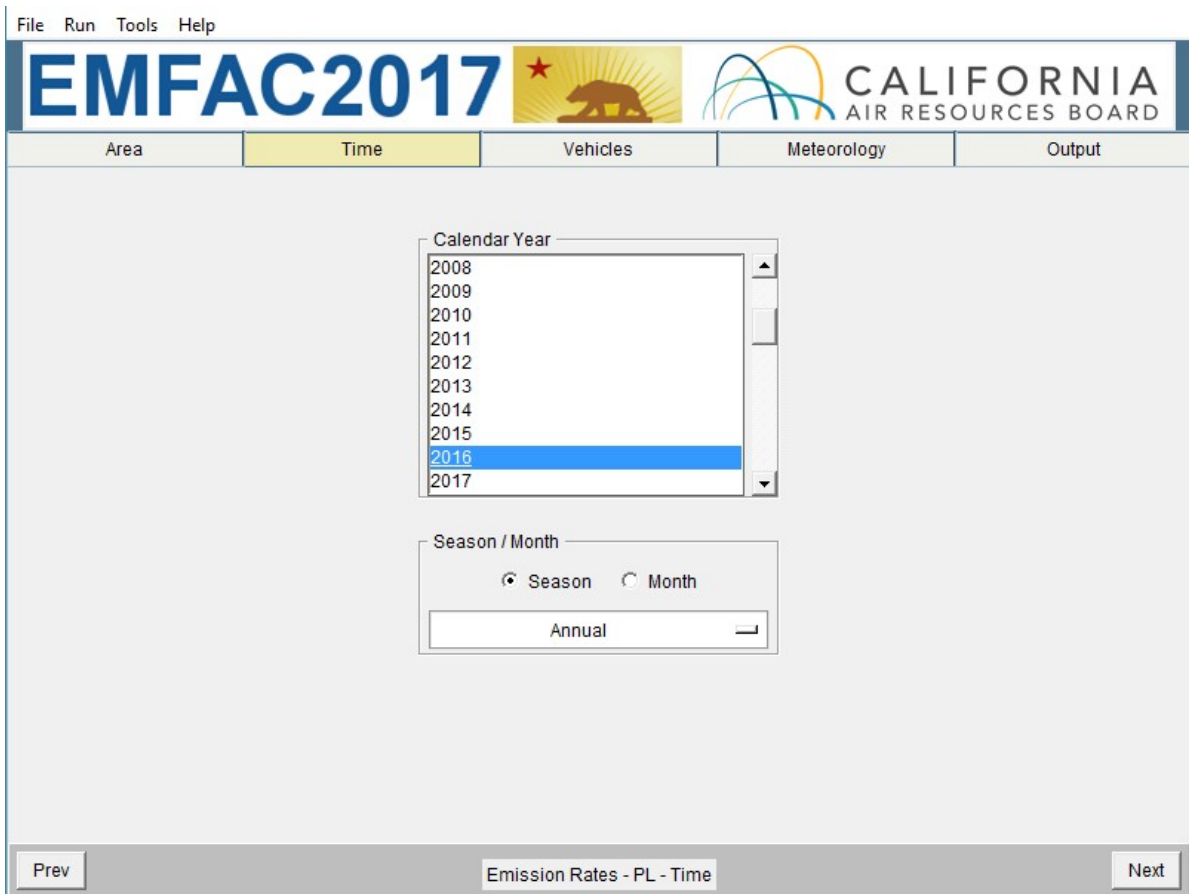 File Run Tools Help
EMFAC2017
CALIFORNIA
AIR RESOURCES BOARD
Area Time Vehicles Meteorology Output
Calendar Year
2008
2009
2010
2011
2012
2013
2014
2015
2016
2017
Season / Month
Season Month
Annual
Prev Emission Rates - PL - Time Next